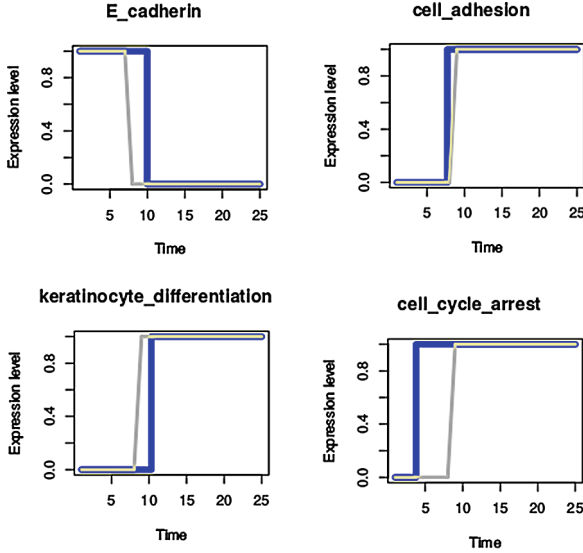 E_cadherin
cell_adhesion
Expression level
0.0 0.4 0.8
5 10 15 20 25
Time
Expression level
0.0 0.4 0.8
5 10 15 20 25
Time
keratinocyte_differentiation
cell_cycle_arrest
Expression level
0.0 0.4 0.8
5 10 15 20 25
Time
Expression level
0.0 0.4 0.8
5 10 15 20 25
Time